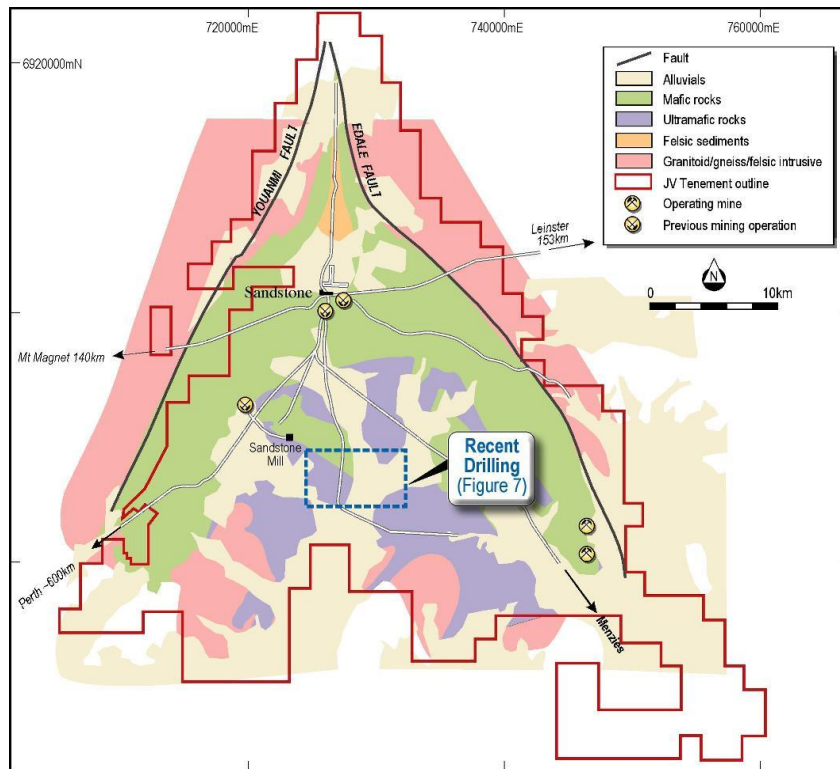 720000mE
740000mE
760000mE
6920000mN
Fault
Alluvials
Mafic rocks
Ultramafic rocks
Felsic sediments
Granitoid/gneiss/felsic intrusive
JV Tenement outline
Operating mine
Previous mining operation
YOUANMI FAULT
EDALE FAULT
Leinster
153km
N
0 10km
Sandstone
Mt Magnet 140km
Sandstone
Mill
Recent
Drilling
(Figure 7)
Perth ~600km
Menzies